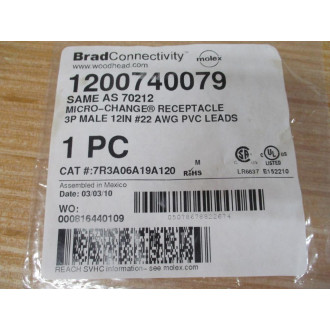 BradConnectivity™
www.woodhead.com
molex
1200740079
SAME AS 70212
MICRO-CHANGE® RECEPTACLE
3P MALE 12IN #22 AWG PVC LEADS
1 PC
CAT #:7R3A06A19A120
M
RoHS
LR6837 E152210
Assembled in Mexico
Date: 03/03/10
WO:
000816440109
REACH SVHC information– see molex.com